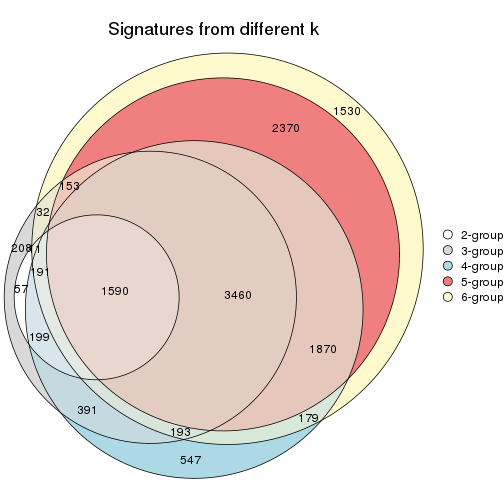 Signatures from different k
1530
2370
153
32
208
1
191
57
1590
3460
2-group
3-group
4-group
5-group
6-group
199
1870
391
179
193
547